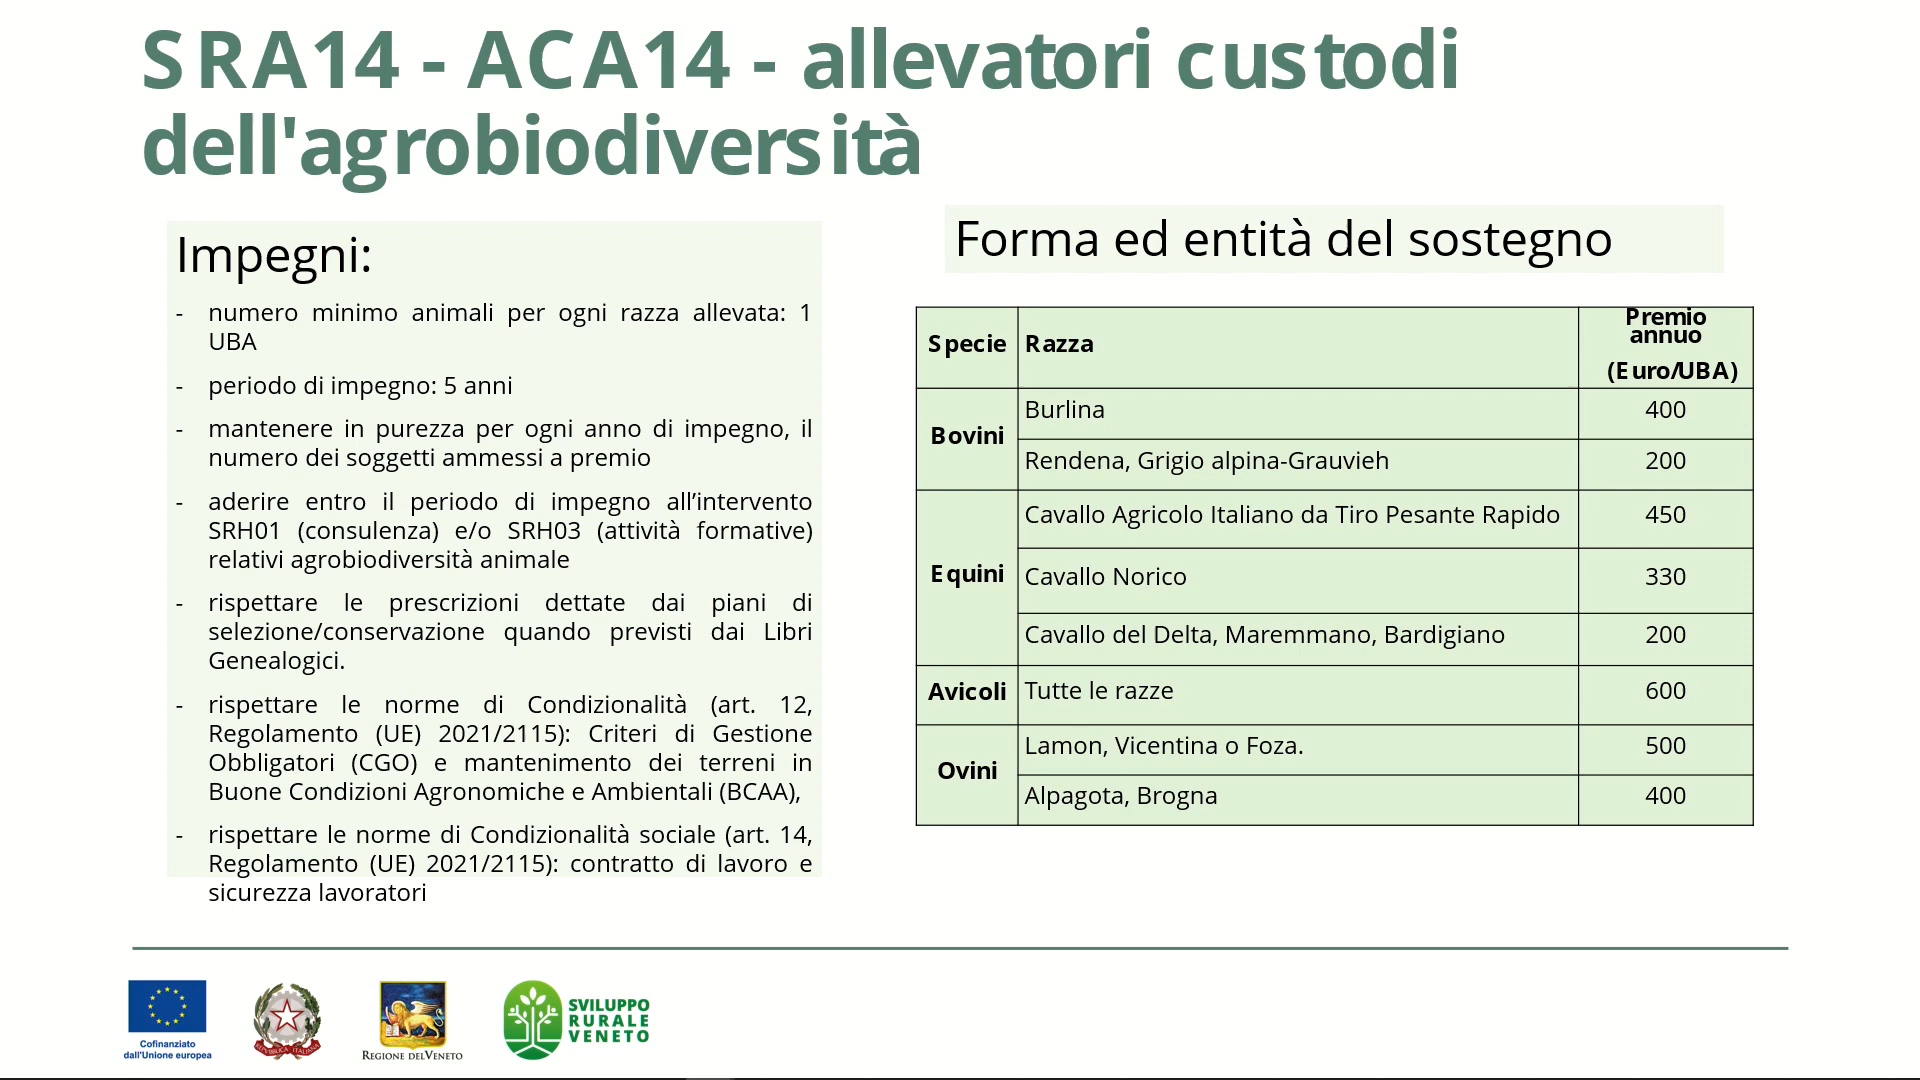 SRA14 - ACA14 - allevatori custodi
dell'agrobiodiversità
Impegni:
- numero minimo animali per ogni razza allevata: 1
UBA
- periodo di impegno: 5 anni
- mantenere in purezza per ogni anno di impegno, il
numero dei soggetti ammessi a premio
- aderire entro il periodo di impegno all’intervento
SRH01 (consulenza) e/o SRH03 (attività formative)
relativi agrobiodiversità animale
- rispettare le prescrizioni dettate dai piani di
selezione/conservazione quando previsti dai Libri
Genealogici.
- rispettare le norme di Condizionalità (art. 12,
Regolamento (UE) 2021/2115): Criteri di Gestione
Obbligatori (CGO) e mantenimento dei terreni in
Buone Condizioni Agronomiche e Ambientali (BCAA),
- rispettare le norme di Condizionalità sociale (art. 14,
Regolamento (UE) 2021/2115): contratto di lavoro e
sicurezza lavoratori
Forma ed entità del sostegno
Specie Razza Premio
annuo
(Euro/UBA)
Bovini
Burlina 400
Rendena, Grigio alpina-Grauvieh 200
Equini
Cavallo Agricolo Italiano da Tiro Pesante Rapido 450
Cavallo Norico 330
Cavallo del Delta, Maremmano, Bardigiano 200
Avicoli Tutte le razze 600
Ovini
Lamon, Vicentina o Foza. 500
Alpagota, Brogna 400
Cofinanziato
dall'Unione europea
REPVBBLICA ITALIANA
REGIONE DEL VENETO
SVILUPPO
RURALE
VENETO